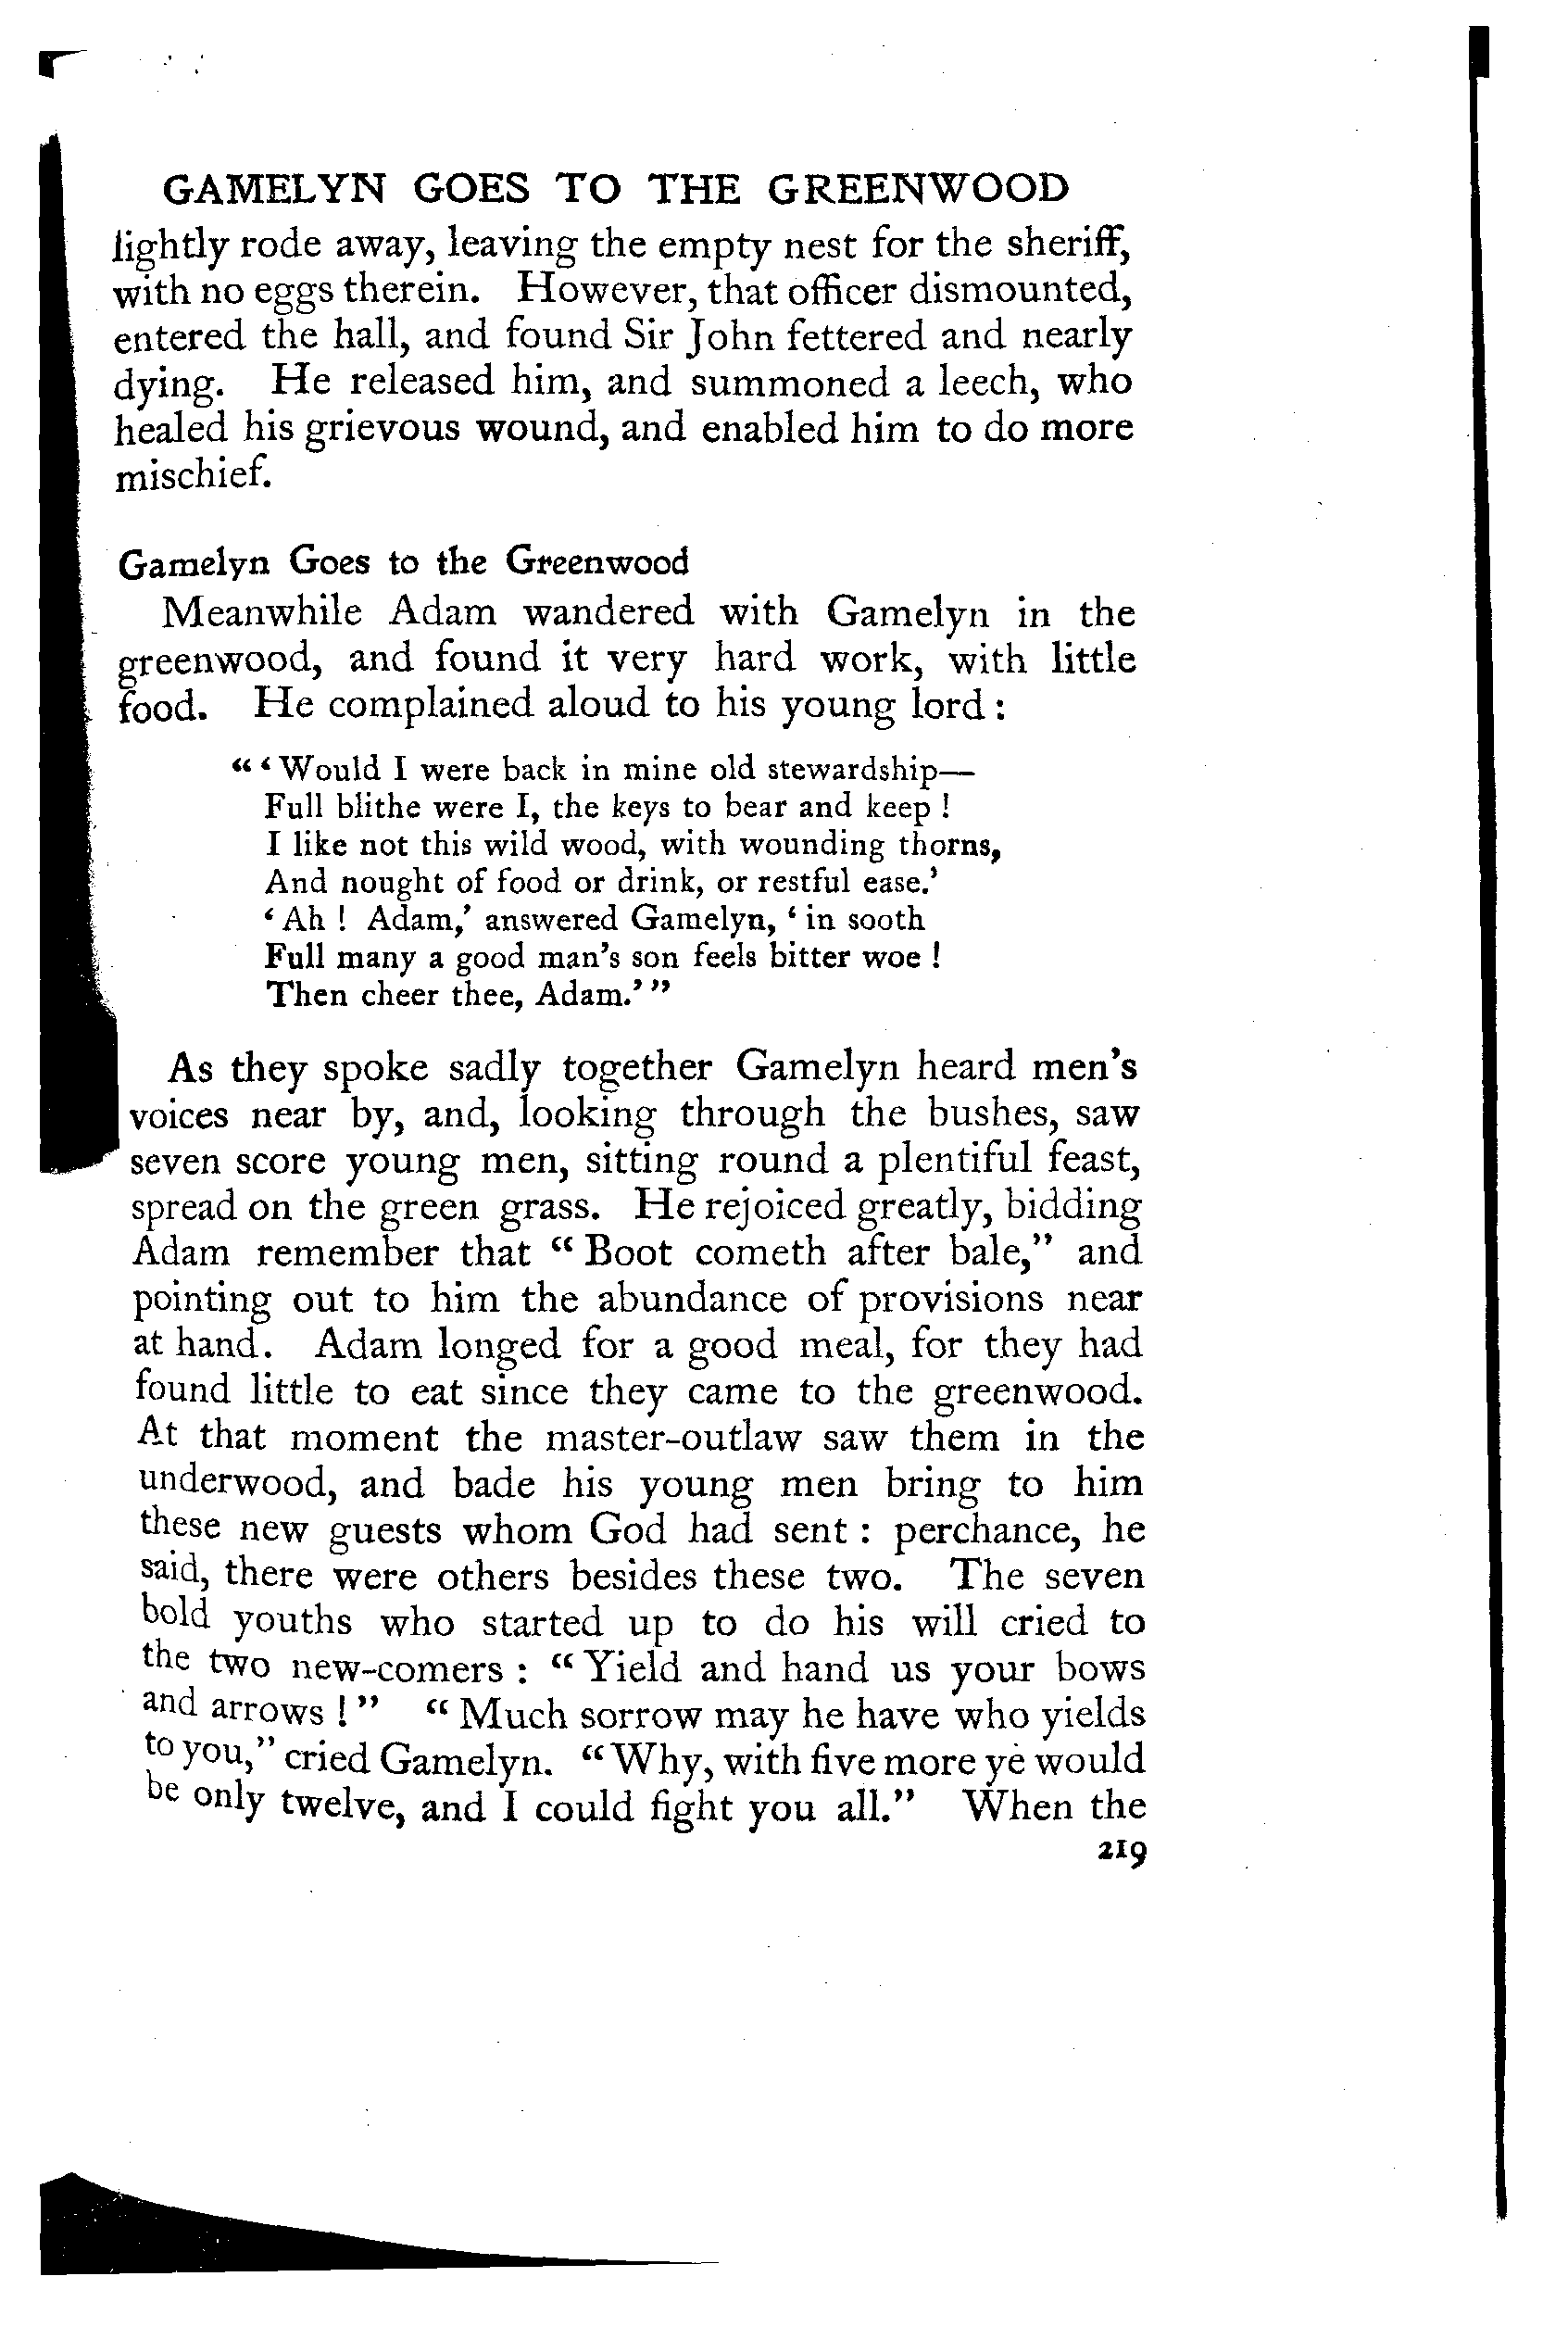 GAMELYN GOES TO THE GREENWOOD
lightly rode away, leaving the empty nest for the sheriff,
with no eggs therein. However, that officer dismounted,
entered the hall, and found Sir John fettered and nearly
dying. He released him, and summoned a leech, who
healed his grievous wound, and enabled him to do more
mischief.
Gamelyn Goes to the Greenwood
Meanwhile Adam wandered with Gamelyn in the
greenwood, and found it very hard work, with little
food. He complained aloud to his young lord :
“ ‘ Would I were back in mine old stewardship—
Full blithe were I, the keys to bear and keep !
I like not this wild wood, with wounding thorns,
And nought of food or drink, or restful ease.’
‘ Ah ! Adam,’ answered Gamelyn, ‘ in sooth
Full many a good man’s son feels bitter woe !
Then cheer thee, Adam.’ ”
As they spoke sadly together Gamelyn heard men’s
voices near by, and, looking through the bushes, saw
seven score young men, sitting round a plentiful feast,
spread on the green grass. He rejoiced greatly, bidding
Adam remember that “ Boot cometh after bale,” and
pointing out to him the abundance of provisions near
at hand. Adam longed for a good meal, for they had
found little to eat since they came to the greenwood.
At that moment the master-outlaw saw them in the
underwood, and bade his young men bring to him
these new guests whom God had sent : perchance, he
said, there were others besides these two. The seven
bold youths who started up to do his will cried to
the two new-comers : “ Yield and hand us your bows
and arrows ! ” “ Much sorrow may he have who yields
to you,” cried Gamelyn. “ Why, with five more ye would
be only twelve, and I could fight you all.” When the
219